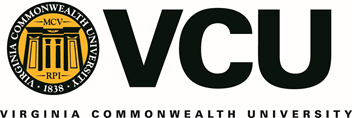 VIRGINIA COMMONWEALTH UNIVERSITY
MCV
RPI
· 1838 ·
VCU
VIRGINIA COMMONWEALTH UNIVERSITY